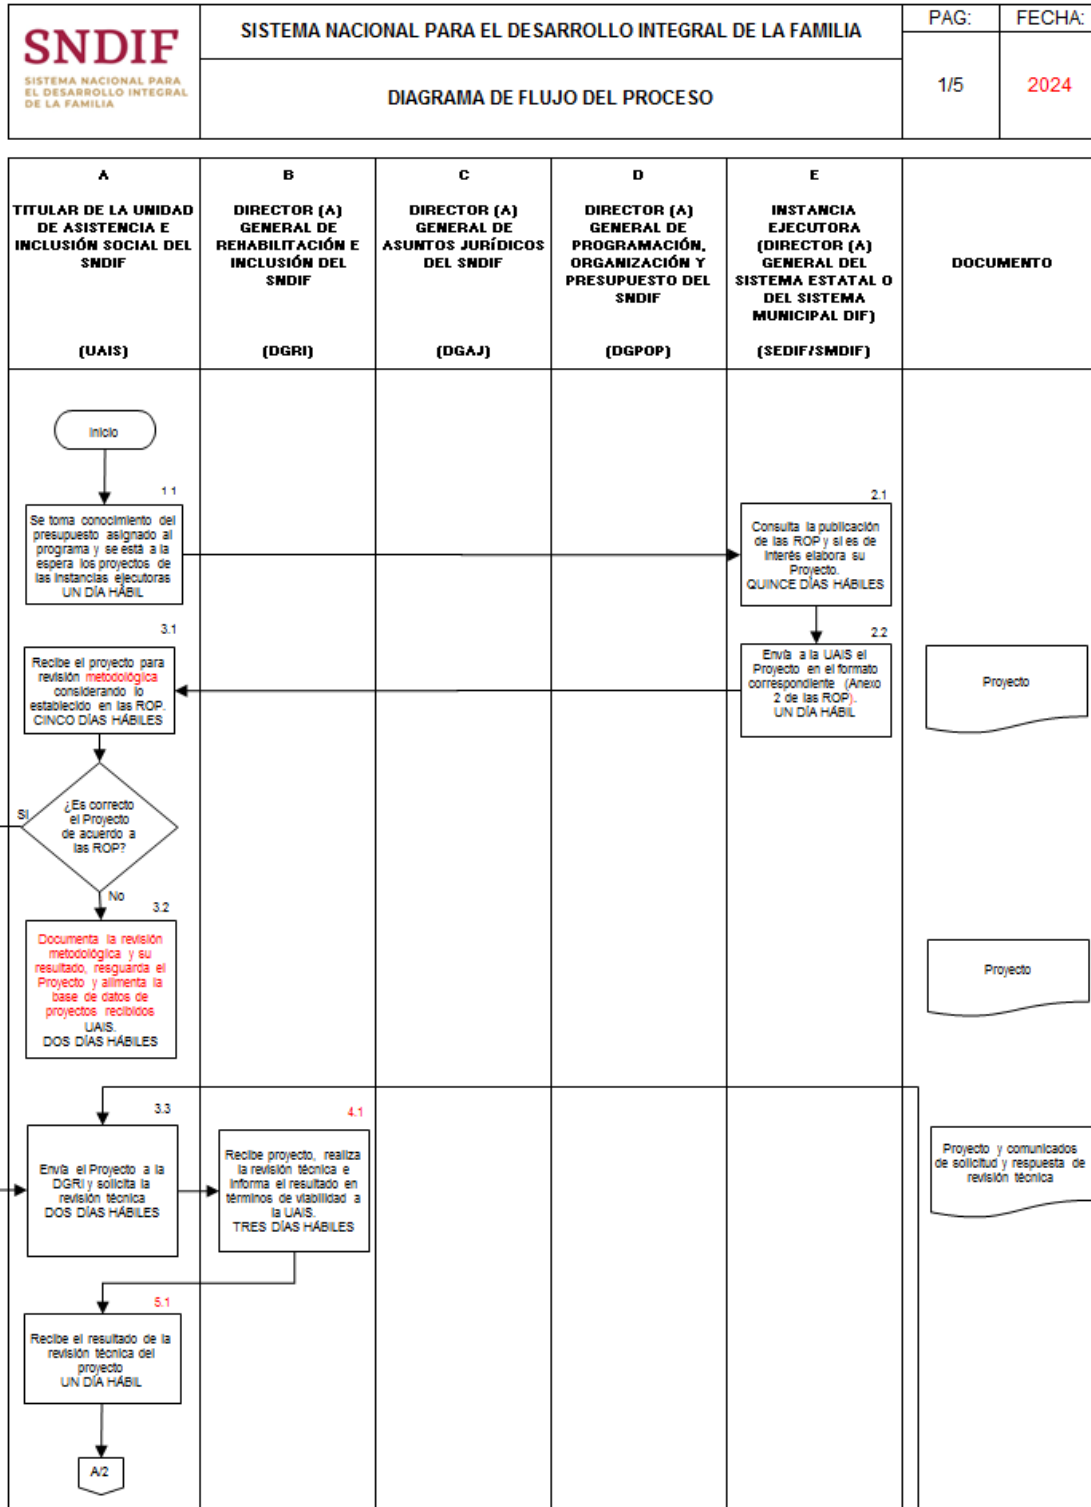 SNDIF
SISTEMA NACIONAL PARA
EL DESARROLLO INTEGRAL
DE LA FAMILIA
SISTEMA NACIONAL PARA EL DESARROLLO INTEGRAL DE LA FAMILIA
DIAGRAMA DE FLUJO DEL PROCESO
PAG:
FECHA:
1/5
2024
A
TITULAR DE LA UNIDAD
DE ASISTENCIA E
INCLUSIÓN SOCIAL DEL
SNDIF
(UAIS)
B
DIRECTOR (A)
GENERAL DE
REHABILITACIÓN E
INCLUSIÓN DEL
SNDIF
(DGRI)
C
DIRECTOR (A)
GENERAL DE
ASUNTOS JURÍDICOS
DEL SNDIF
(DGAJ)
D
DIRECTOR (A)
GENERAL DE
PROGRAMACIÓN,
ORGANIZACIÓN Y
PRESUPUESTO DEL
SNDIF
(DGPOP)
E
INSTANCIA
EJECUTORA
(DIRECTOR (A)
GENERAL DEL
SISTEMA ESTATAL O
DEL SISTEMA
MUNICIPAL DIF)
(SEDIF/SMDIF)
DOCUMENTO
Inicio
1 1
Se toma conocimiento del
presupuesto asignado al
programa y se está a la
espera los proyectos de
las instancias ejecutoras
UN DÍA HÁBIL
2.1
Consulta la publicación
de las ROP y si es de
interés elabora su
Proyecto.
QUINCE DÍAS HÁBILES
2.2
Envía a la UAIS el
Proyecto en el formato
correspondiente (Anexo
2 de las ROP).
UN DÍA HÁBIL
Proyecto
3.1
Recibe el proyecto para
revisión metodológica
considerando lo
establecido en las ROP.
CINCO DÍAS HÁBILES
¿Es correcto
el Proyecto
de acuerdo a
las ROP?
Si
No
3.2
Documenta la revisión
metodológica y su
resultado, resguarda el
Proyecto y alimenta la
base de datos de
proyectos recibidos
UAIS.
DOS DÍAS HÁBILES
Proyecto
3.3
Envía el Proyecto a la
DGRI y solicita la
revisión técnica
DOS DÍAS HÁBILES
4.1
Recibe proyecto, realiza
la revisión técnica e
informa el resultado en
términos de viabilidad a
la UAIS.
TRES DÍAS HÁBILES
Proyecto y comunicados
de solicitud y respuesta de
revisión técnica
5.1
Recibe el resultado de la
revisión técnica del
proyecto
UN DÍA HÁBIL
A/2